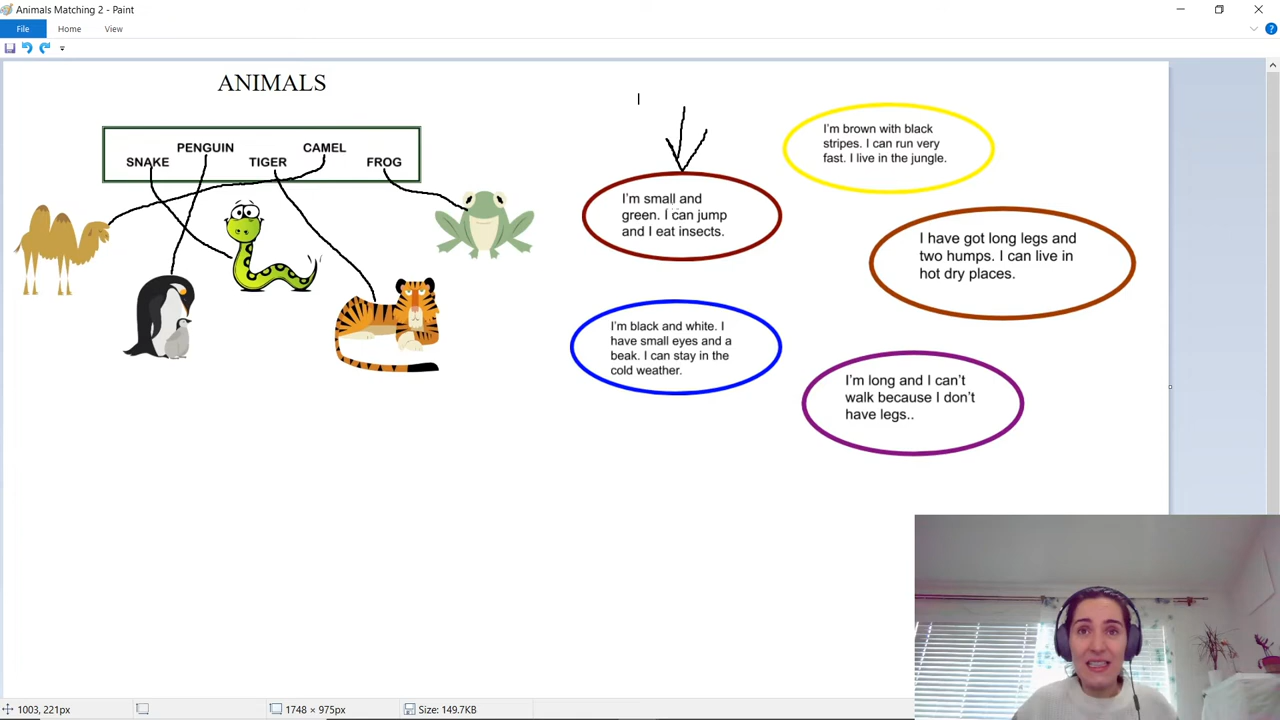 Animals Matching 2 - Paint
File Home View
ANIMALS
PENGUIN CAMEL
SNAKE TIGER FROG
I'm brown with black
stripes. I can run very
fast. I live in the jungle.
I'm small and
green. I can jump
and I eat insects.
I have got long legs and
two humps. I can live in
hot dry places.
I'm black and white. I
have small eyes and a
beak. I can stay in the
cold weather.
I'm long and I can't
walk because I don't
have legs..
1003, 221px
Size: 149.7KB